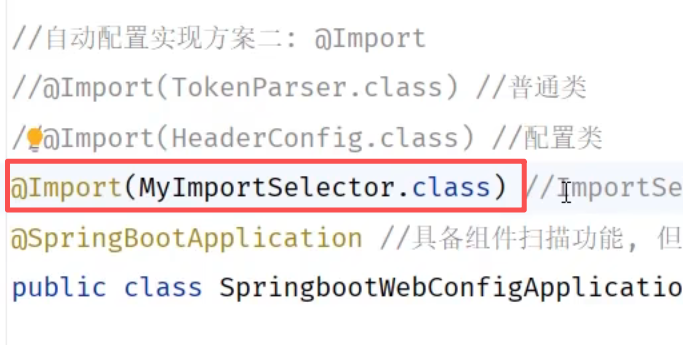 //自动配置实现方案二: @Import
//@Import(TokenParser.class) //普通类
/@Import(HeaderConfig.class) //配置类
@Import(MyImportSelector.class) //ImportSe
@SpringBootApplication //具备组件扫描功能, 但
public class SpringbootWebConfigApplicatio